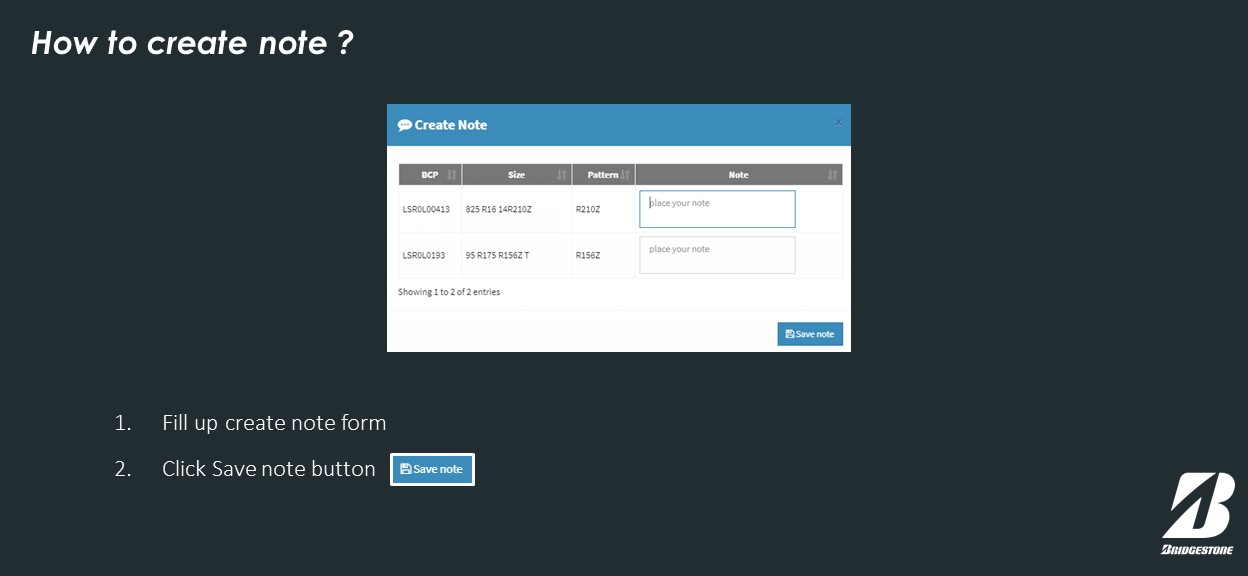 How to create note ?
Create Note
×
BCP Size Pattern Note
LSR0L00413 825 R16 14R210Z R210Z place your note
LSR0L0193 95 R175 R156Z T R156Z place your note
Showing 1 to 2 of 2 entries
Save note
1. Fill up create note form
2. Click Save note button Save note
BRIDGESTONE